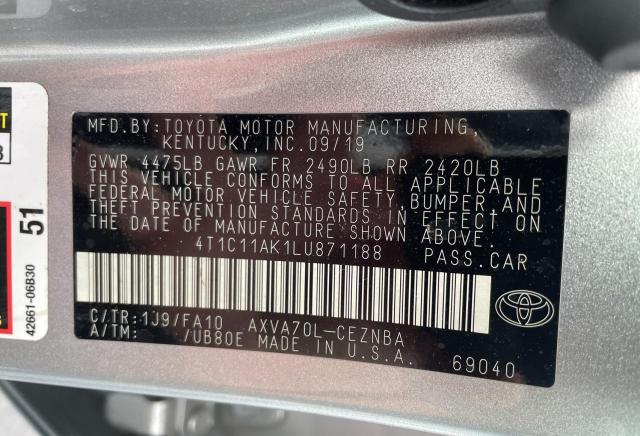 MFD.BY:TOYOTA MOTOR MANUFACTURING,
KENTUCKY,INC.09/19
GVWR 4475LB GAWR FR 2490LB RR 2420LB
THIS VEHICLE CONFORMS TO ALL APPLICABLE
FEDERAL MOTOR VEHICLE SAFETY, BUMPER AND
THEFT PREVENTION STANDARDS IN EFFECT ON
THE DATE OF MANUFACTURE SHOWN ABOVE.
4T1C11AK1LU871188 PASS.CAR
C/TR:1J9/FA10 AXVA70L-CEZNBA
A/TM: /UB80E MADE IN U.S.A. 69040
51
42661-06B30